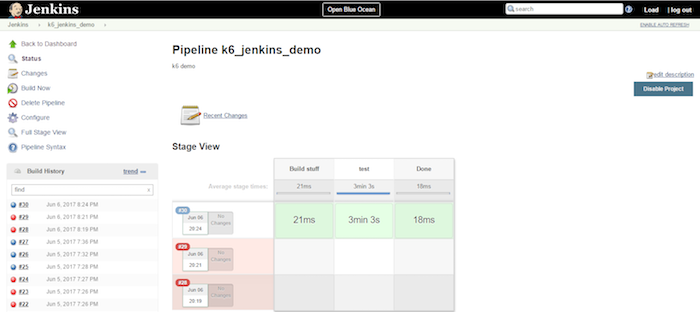 Jenkins
Open Blue Ocean
search
Load | log out
Jenkins › k6_jenkins_demo ›
ENABLE AUTO REFRESH
Back to Dashboard
Status
Changes
Build Now
Delete Pipeline
Configure
Full Stage View
Pipeline Syntax
Build History trend
find x
#30 Jun 6, 2017 8:24 PM
#29 Jun 6, 2017 8:21 PM
#28 Jun 6, 2017 8:19 PM
#27 Jun 5, 2017 7:36 PM
#26 Jun 5, 2017 7:32 PM
#25 Jun 5, 2017 7:28 PM
#24 Jun 5, 2017 7:27 PM
#23 Jun 5, 2017 7:26 PM
#22 Jun 5, 2017 7:26 PM
Pipeline k6_jenkins_demo
k6 demo
edit description
Disable Project
Recent Changes
Stage View
Build stuff test Done
Average stage times: 21ms 3min 3s 18ms
#30
Jun 06
20:24
No Changes
21ms 3min 3s 18ms
#29
Jun 06
20:21
No Changes
#28
Jun 06
20:19
No Changes